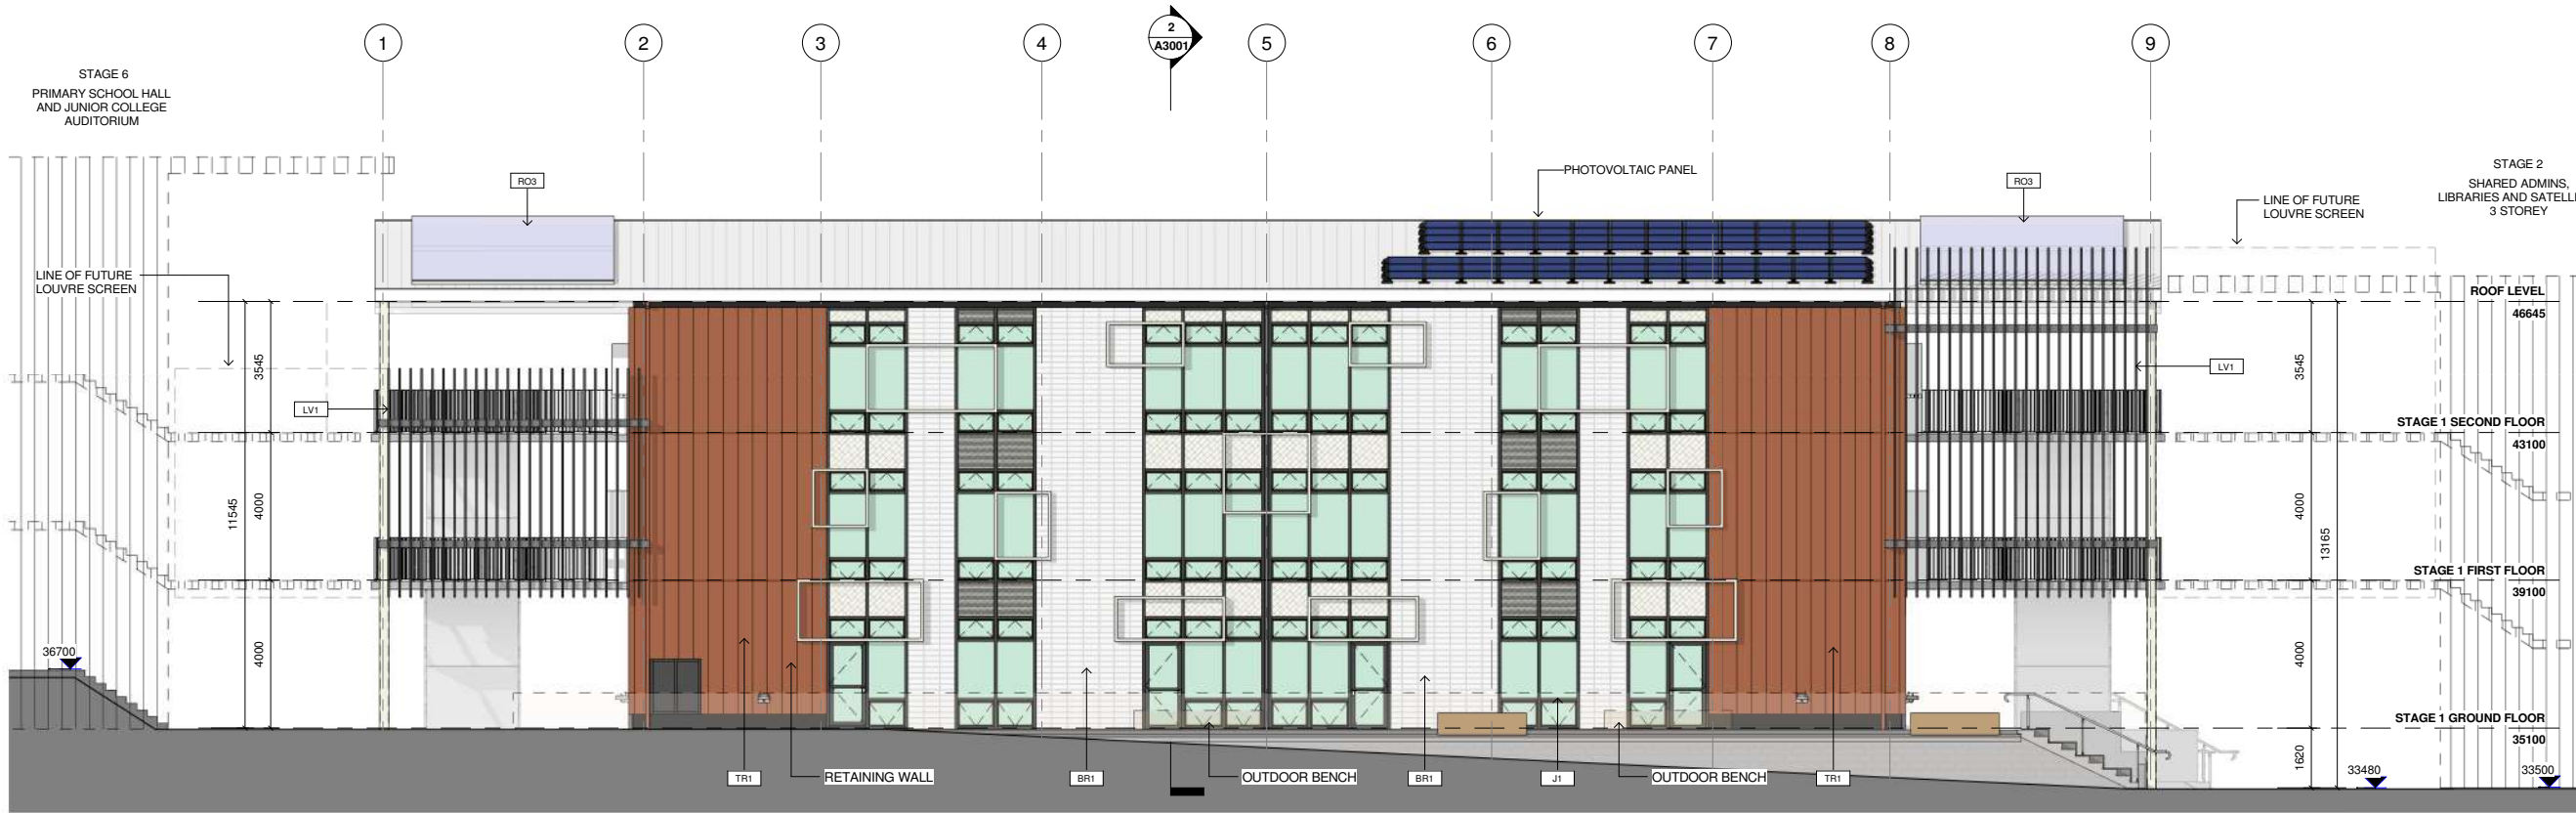 1
2
3
4
2
A3001
5
6
7
8
9
STAGE 6
PRIMARY SCHOOL HALL
AND JUNIOR COLLEGE
AUDITORIUM
STAGE 2
SHARED ADMINS,
LIBRARIES AND
3 STOREY
PHOTOVOLTAIC PANEL
RO3
RO3
LINE OF FUTURE
LOUVRE SCREEN
LINE OF FUTURE
LOUVRE SCREEN
ROOF LEVEL
46645
3545
3545
LV1
LV1
STAGE 1 SECOND FLOOR
43100
11545
4000
4000
13165
STAGE 1 FIRST FLOOR
39100
4000
4000
36700
STAGE 1 GROUND FLOOR
35100
1620
33480
33500
TR1
RETAINING WALL
BR1
OUTDOOR BENCH
BR1
J1
OUTDOOR BENCH
TR1